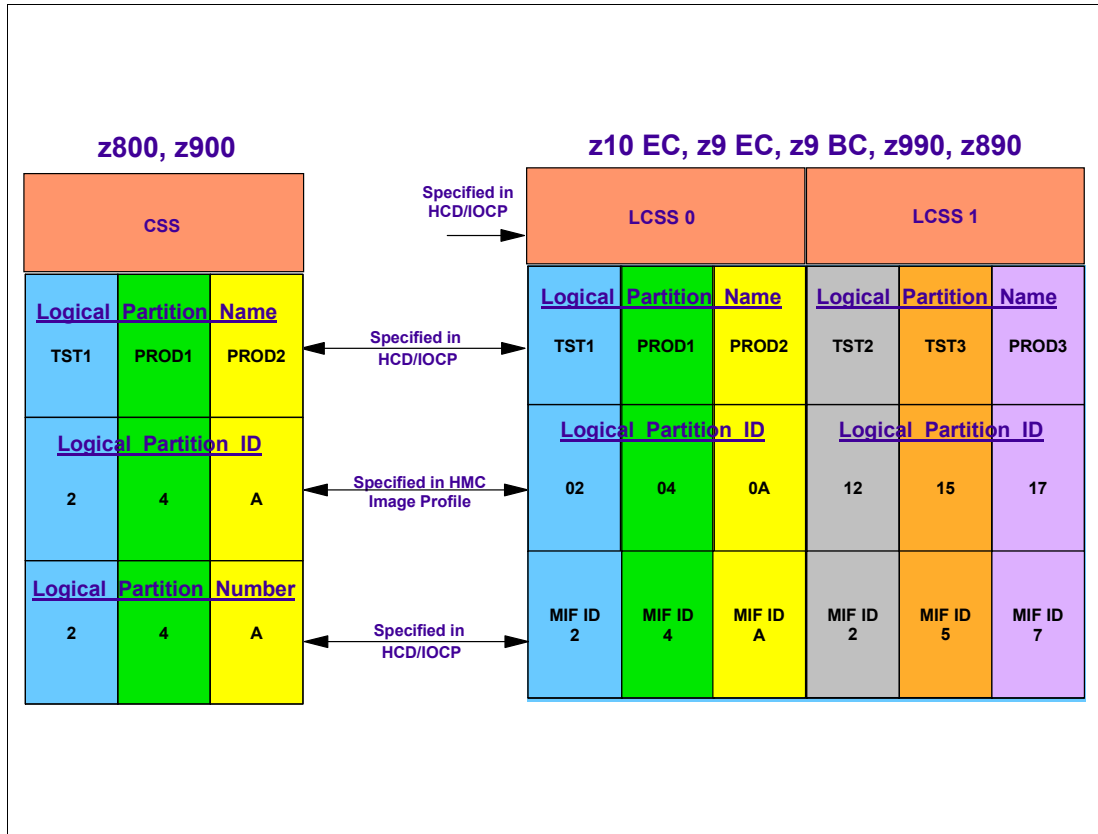 z800, z900
CSS
Logical Partition Name
TST1 PROD1 PROD2
Logical Partition ID
2 4 A
Logical Partition Number
2 4 A
Specified in
HCD/IOCP
Specified in
HCD/IOCP
Specified in HMC
Image Profile
Specified in
HCD/IOCP
z10 EC, z9 EC, z9 BC, z990, z890
LCSS 0 LCSS 1
Logical Partition Name Logical Partition Name
TST1 PROD1 PROD2 TST2 TST3 PROD3
Logical Partition ID Logical Partition ID
02 04 0A 12 15 17
MIF ID MIF ID MIF ID MIF ID MIF ID MIF ID
2 4 A 2 5 7